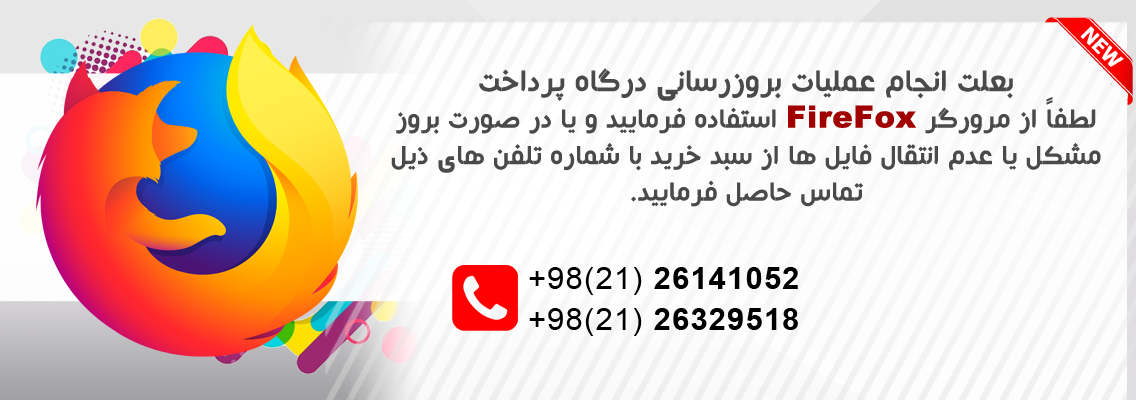 NEW
بعلت انجام عملیات بروزرسانی درگاه پرداخت
لطفاً از مرورگر FireFox استفاده فرمایید و یا در صورت بروز
مشکل یا عدم انتقال فایل ها از سبد خرید با شماره تلفن های ذیل
تماس حاصل فرمایید.
+98(21) 26141052
+98(21) 26329518